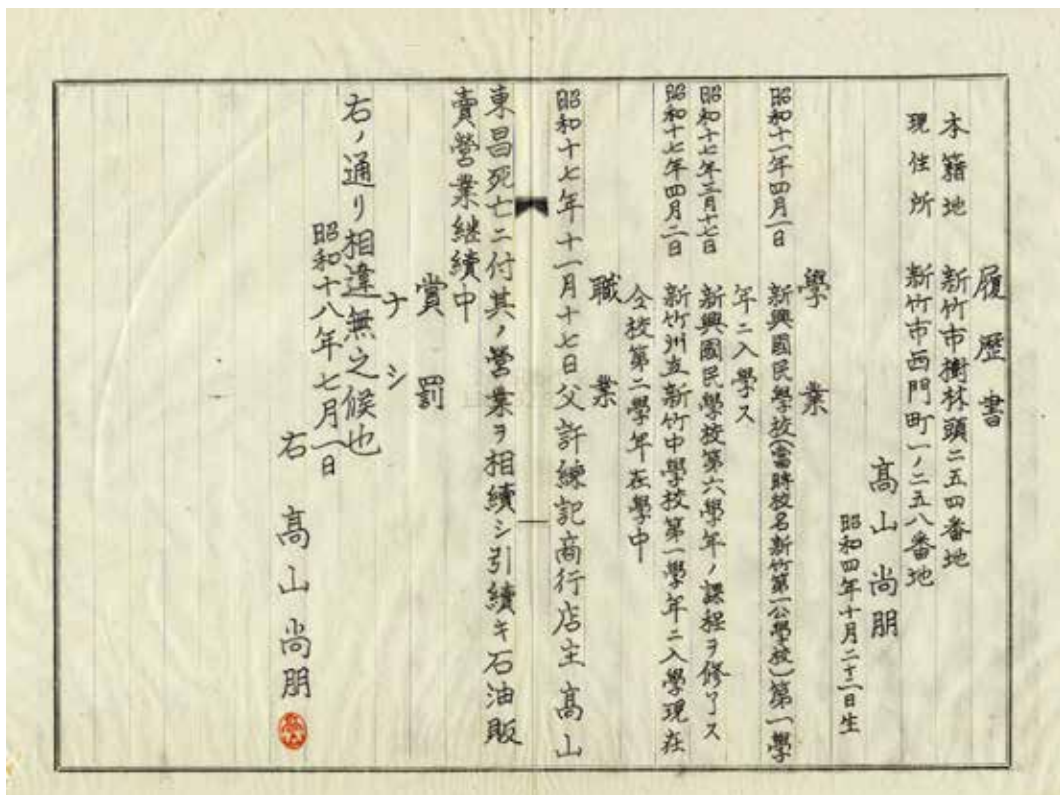 履歴書
本籍地 新竹市樹林頭二五四番地
現住所 新竹市西門町一ノ二五八番地
高山尚朋
昭和四年十月二十二日生
學業
昭和十一年四月一日 新興國民學校(當時校名新竹第一公學校)第一學
年ニ入學ス
昭和十七年三月十七日 新興國民學校第六學年ノ課程ヲ修了ス
昭和十七年四月二日 新竹州立新竹中學校第一學年ニ入學現在
仝校第二學年在學中
職業
昭和十七年十一月十七日父許練記商行店主高山
東昌死亡ニ付其ノ營業ヲ相續シ引續キ石油販
賣營業継續中
賞罰
ナシ
右ノ通リ相違無之候也
昭和十八年七月一日
右 高山尚朋